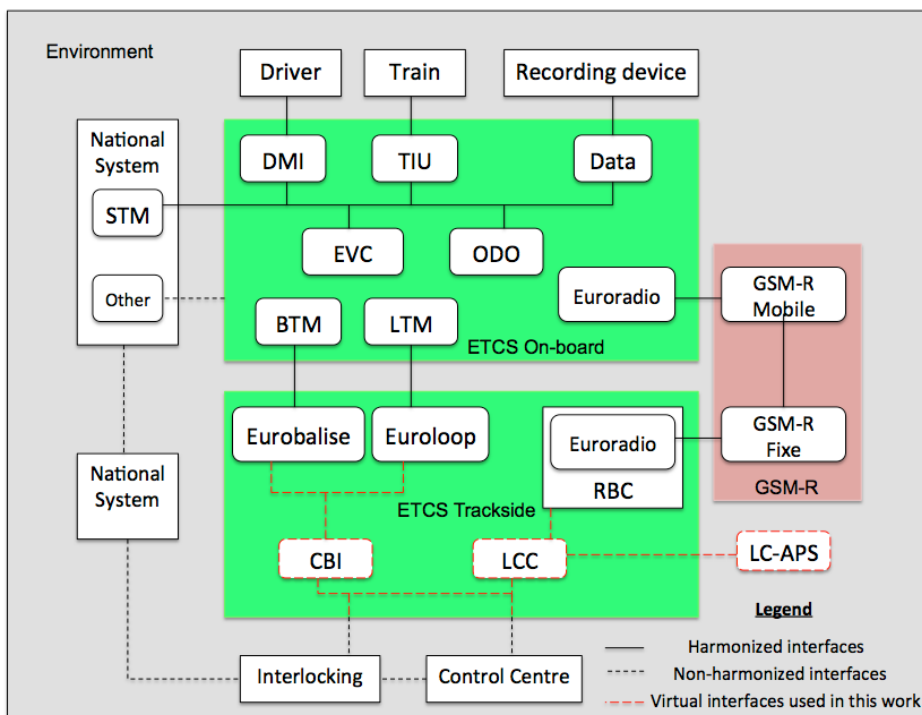 Environment
Driver
Train
Recording device
National
System
DMI
TIU
Data
STM
EVC
ODO
Other
Euroradio
GSM-R
Mobile
BTM
LTM
ETCS On-board
Eurobalise
Euroloop
Euroradio
GSM-R
Fixe
National
System
RBC
GSM-R
ETCS Trackside
CBI
LCC
LC-APS
Legend
Harmonized interfaces
Interlocking
Control Centre
Non-harmonized interfaces
Virtual interfaces used in this work